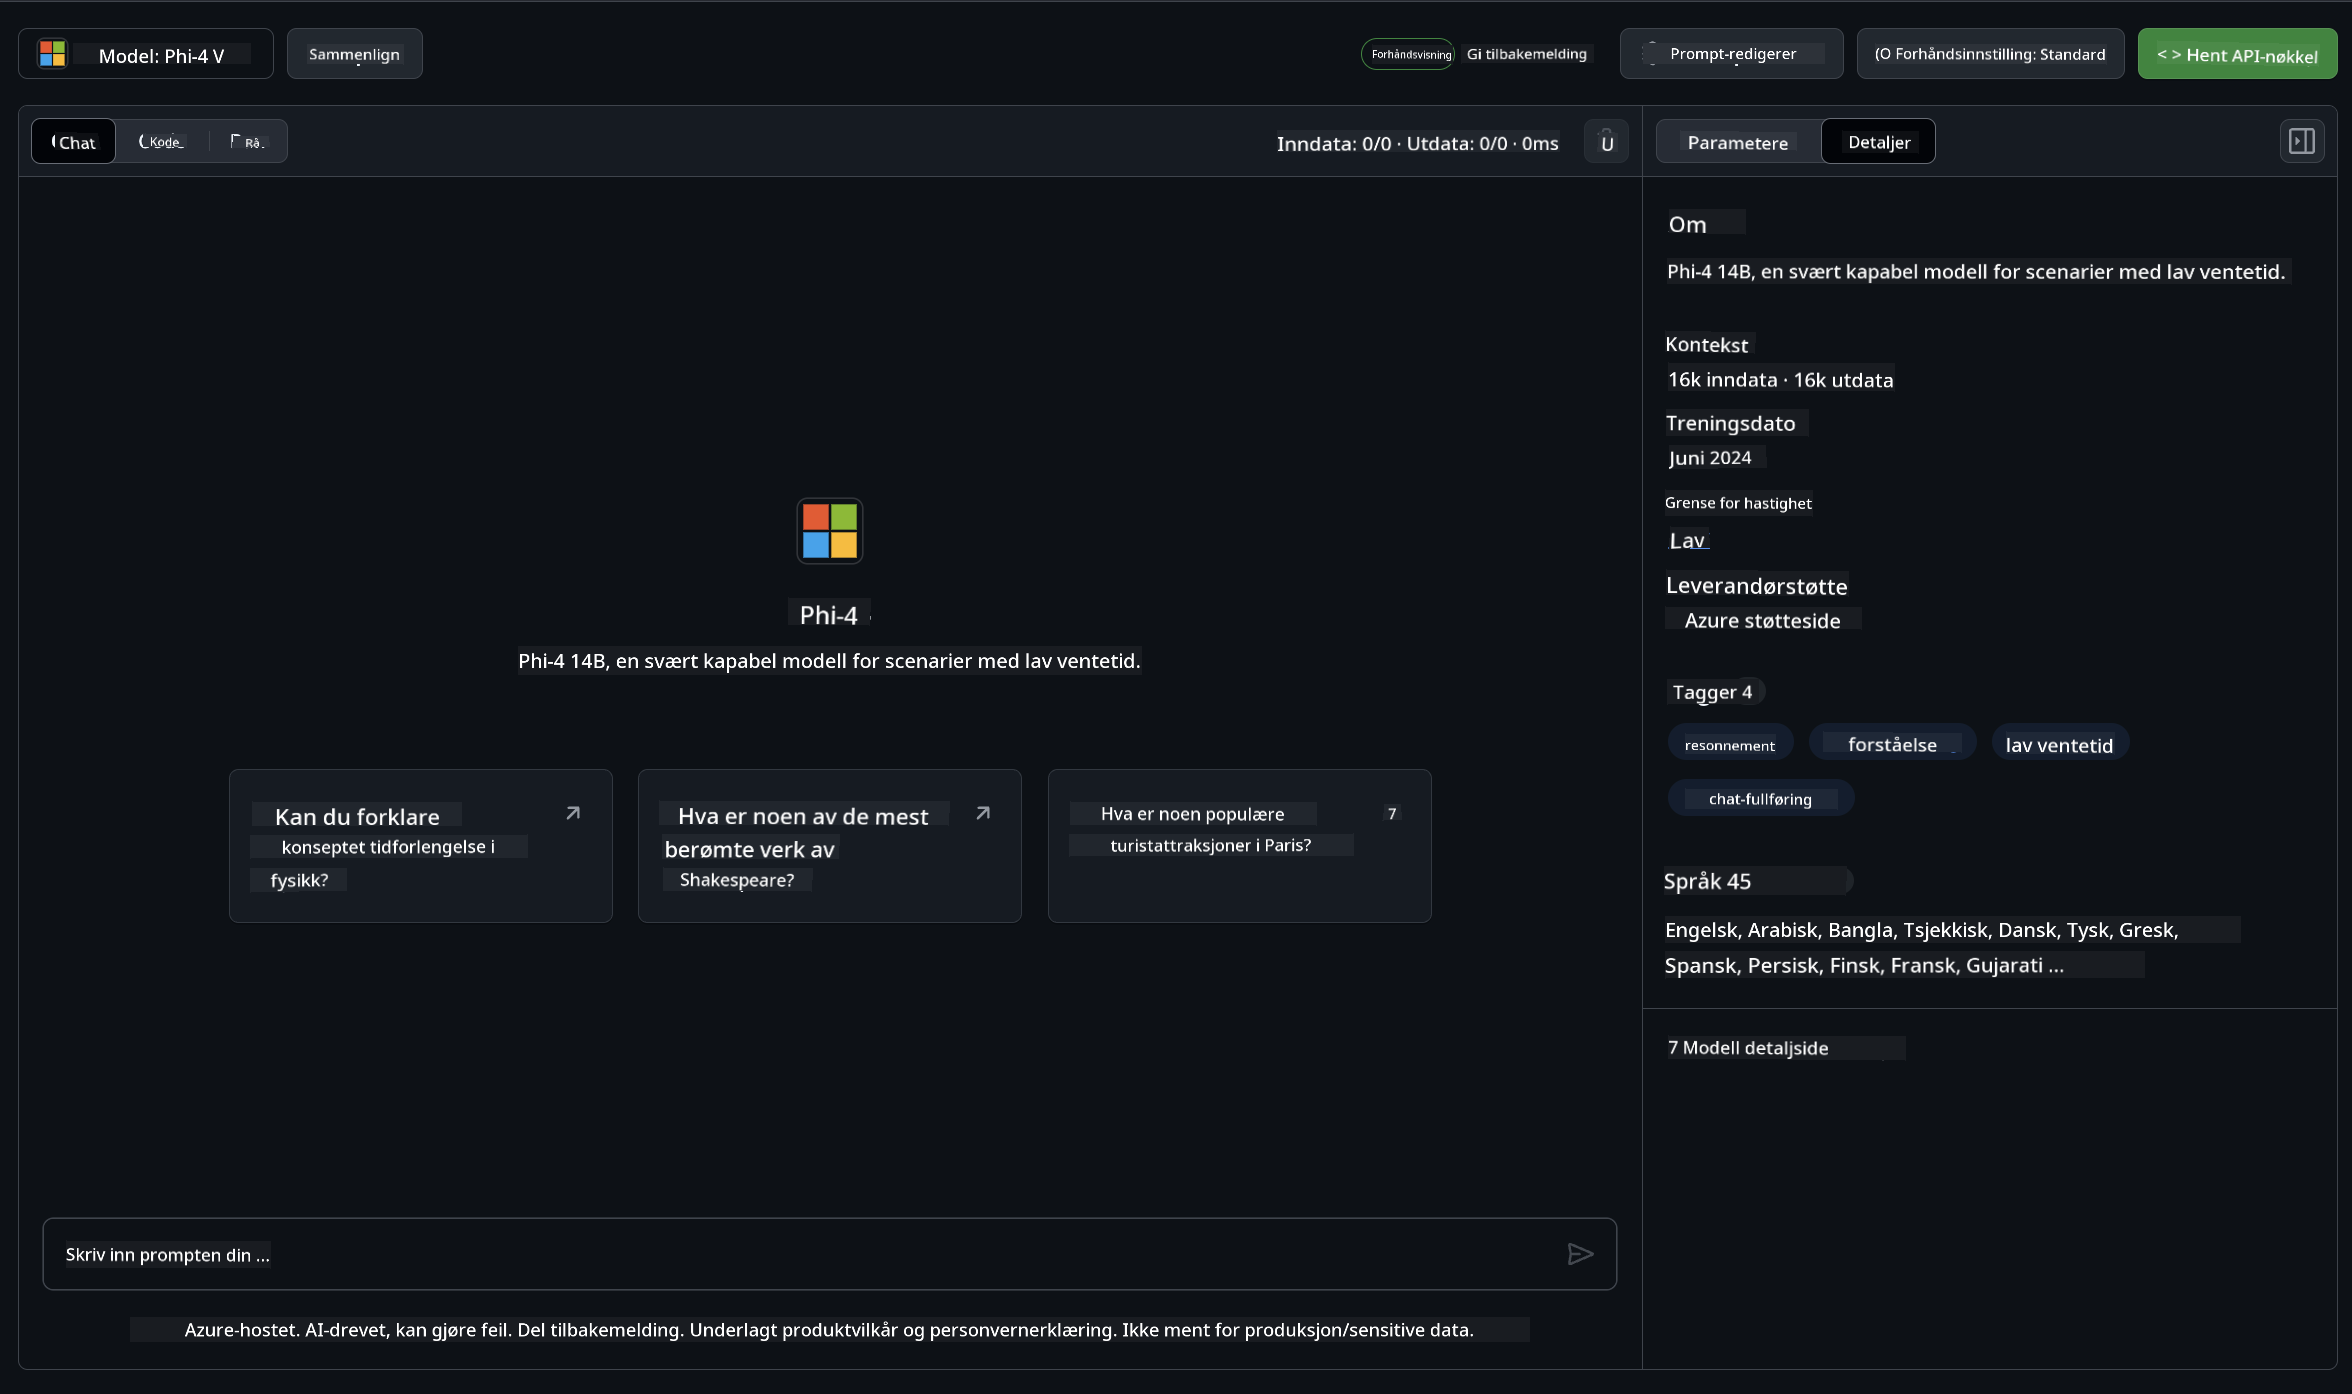 Model: Phi-4 V
Sammenlign
Forhåndsvisning
Gi tilbakemelding
Prompt-redigerer
(O Forhåndsinnstilling: Standard
< > Hent API-nøkkel
Chat
Kode
Rå.
Inndata: 0/0 · Utdata: 0/0 · 0ms
U
Parametere
Detaljer
Phi-4
Phi-4 14B, en svært kapabel modell for scenarier med lav ventetid.
Kan du forklare
konseptet tidforlengelse i
fysikk?
Hva er noen av de mest
berømte verk av
Shakespeare?
Hva er noen populære 7
turistattraksjoner i Paris?
Skriv inn prompten din ...
Azure-hostet. AI-drevet, kan gjøre feil. Del tilbakemelding. Underlagt produktvilkår og personvernerklæring. Ikke ment for produksjon/sensitive data.
Om
Phi-4 14B, en svært kapabel modell for scenarier med lav ventetid.
Kontekst
16k inndata · 16k utdata
Treningsdato
Juni 2024
Grense for hastighet
Lav
Leverandørstøtte
Azure støtteside
Tagger 4
resonnement
forståelse
lav ventetid
chat-fullføring
Språk 45
Engelsk, Arabisk, Bangla, Tsjekkisk, Dansk, Tysk, Gresk,
Spansk, Persisk, Finsk, Fransk, Gujarati ...
7 Modell detaljside